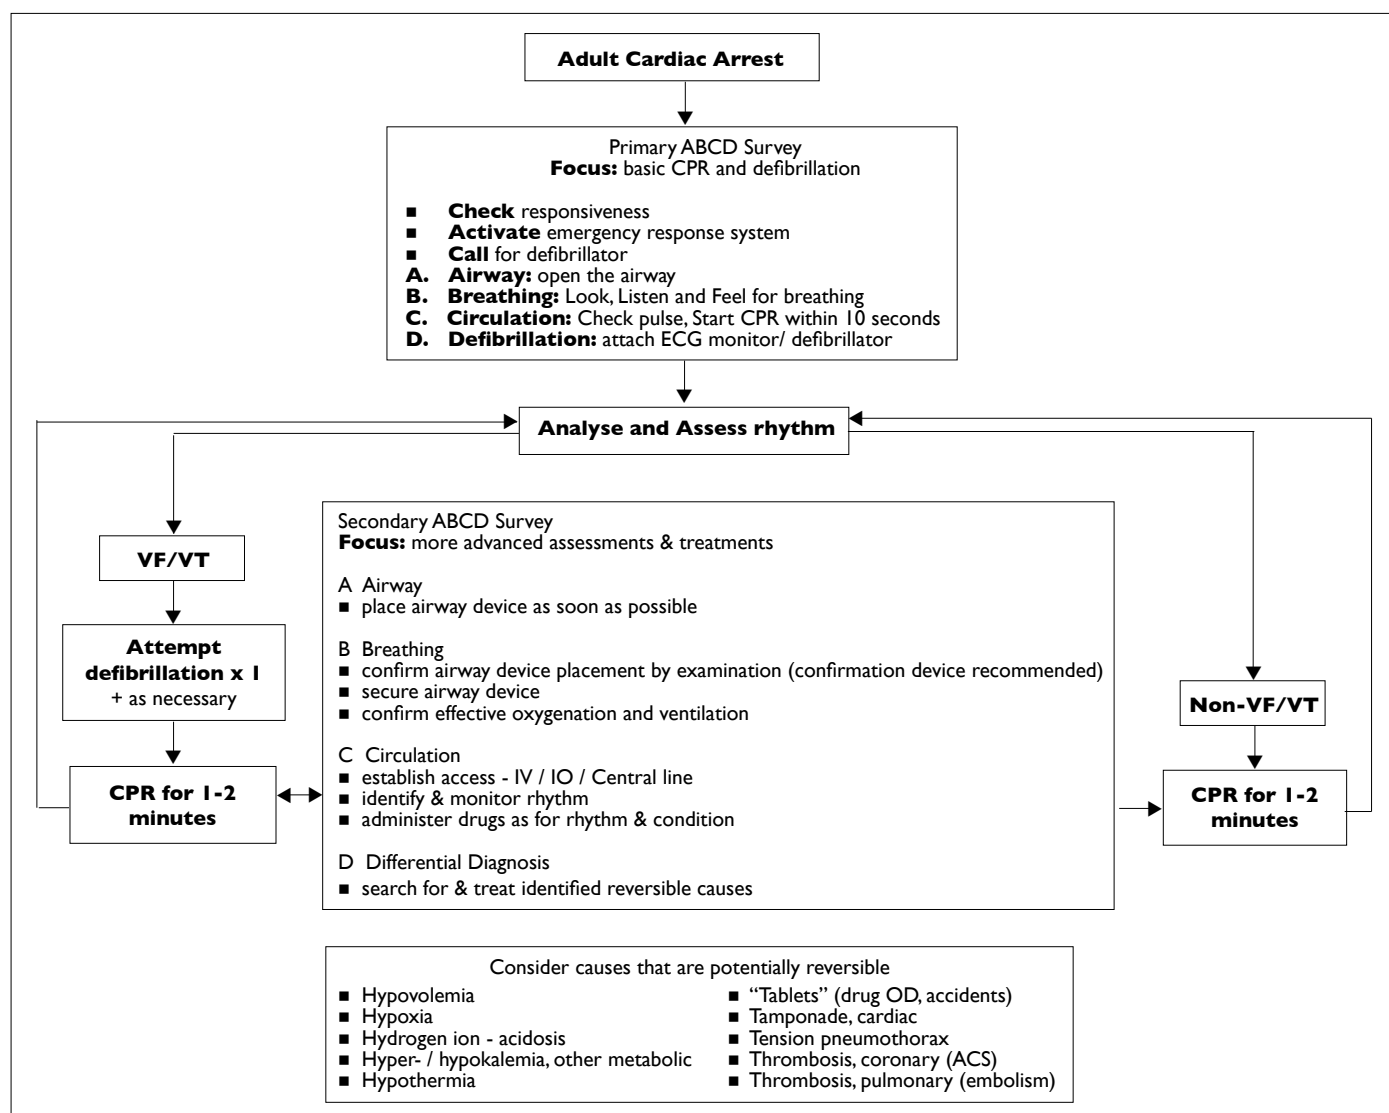 Adult Cardiac Arrest
Primary ABCD Survey
Focus: basic CPR and defibrillation
■ Check responsiveness
■ Activate emergency response system
■ Call for defibrillator
A. Airway: open the airway
B. Breathing: Look, Listen and Feel for breathing
C. Circulation: Check pulse, Start CPR within 10 seconds
D. Defibrillation: attach ECG monitor/ defibrillator
Analyse and Assess rhythm
VF/VT
Attempt
defibrillation x 1
+ as necessary
CPR for 1-2
minutes
Secondary ABCD Survey
Focus: more advanced assessments & treatments
A Airway
■ place airway device as soon as possible
B Breathing
■ confirm airway device placement by examination (confirmation device recommended)
■ secure airway device
■ confirm effective oxygenation and ventilation
C Circulation
■ establish access - IV / IO / Central line
■ identify & monitor rhythm
■ administer drugs as for rhythm & condition
D Differential Diagnosis
■ search for & treat identified reversible causes
Non-VF/VT
CPR for 1-2
minutes
Consider causes that are potentially reversible
■ Hypovolemia
■ Hypoxia
■ Hydrogen ion - acidosis
■ Hyper- / hypokalemia, other metabolic
■ Hypothermia
■ “Tablets” (drug OD, accidents)
■ Tamponade, cardiac
■ Tension pneumothorax
■ Thrombosis, coronary (ACS)
■ Thrombosis, pulmonary (embolism)